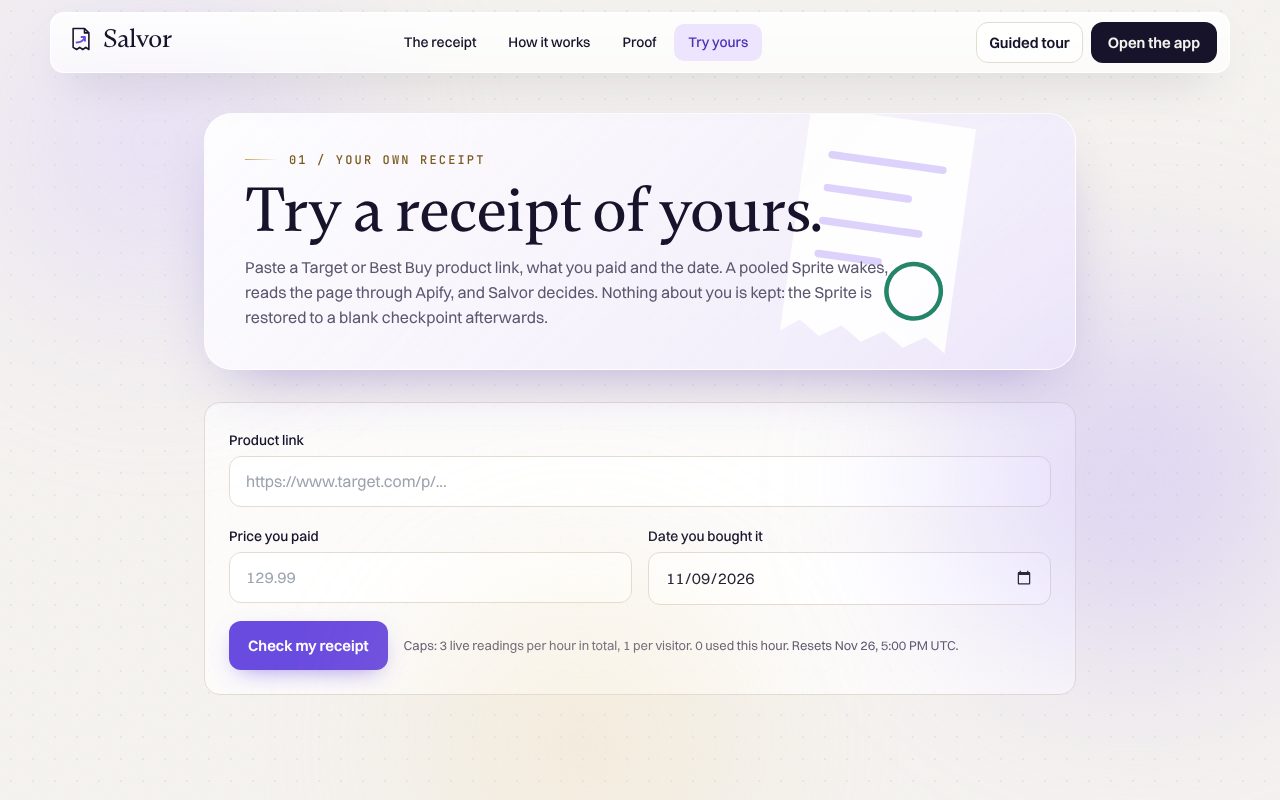 Salvor
The receipt
How it works
Proof
Try yours
Guided tour
Open the app
01 / YOUR OWN RECEIPT
Try a receipt of yours.
Paste a Target or Best Buy product link, what you paid and the date. A pooled Sprite wakes,
reads the page through Apify, and Salvor decides. Nothing about you is kept: the Sprite is
restored to a blank checkpoint afterwards.
Product link
https://www.target.com/p/...
Price you paid
129.99
Date you bought it
11/09/2026
Check my receipt
Caps: 3 live readings per hour in total, 1 per visitor. 0 used this hour. Resets Nov 26, 5:00 PM UTC.